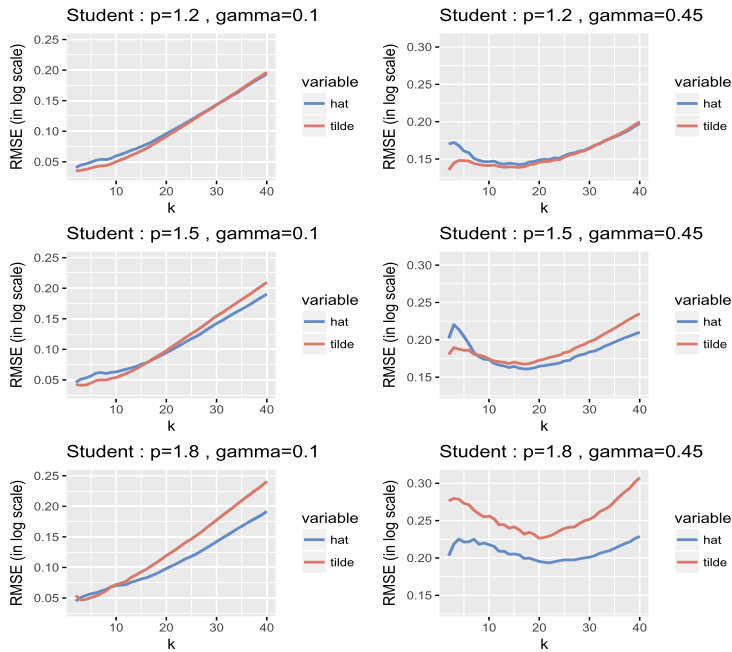 Student : p=1.2 , gamma=0.1
RMSE (in log scale)
0.25
0.20
0.15
0.10
0.05
10 20 30 40
k
variable
hat
tilde
Student : p=1.2 , gamma=0.45
RMSE (in log scale)
0.30
0.25
0.20
0.15
10 20 30 40
k
variable
hat
tilde
Student : p=1.5 , gamma=0.1
RMSE (in log scale)
0.25
0.20
0.15
0.10
0.05
10 20 30 40
k
variable
hat
tilde
Student : p=1.5 , gamma=0.45
RMSE (in log scale)
0.30
0.25
0.20
0.15
10 20 30 40
k
variable
hat
tilde
Student : p=1.8 , gamma=0.1
RMSE (in log scale)
0.25
0.20
0.15
0.10
0.05
10 20 30 40
k
variable
hat
tilde
Student : p=1.8 , gamma=0.45
RMSE (in log scale)
0.30
0.25
0.20
0.15
10 20 30 40
k
variable
hat
tilde